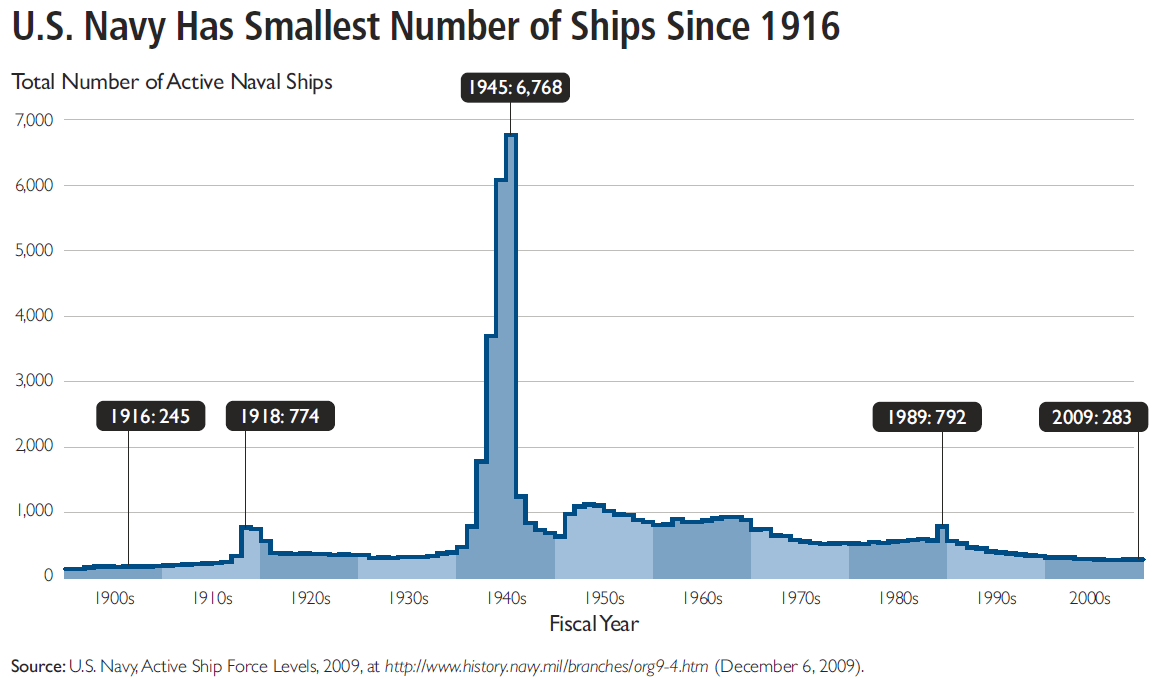 U.S. Navy Has Smallest Number of Ships Since 1916
Total Number of Active Naval Ships
1945: 6,768
7,000
6,000
5,000
4,000
3,000
1916: 245
1918: 774
1989: 792
2009: 283
2,000
1,000
0
1900s
1910s
1920s
1930s
1940s
1950s
1960s
1970s
1980s
1990s
2000s
Fiscal Year
Source: U.S. Navy, Active Ship Force Levels, 2009, at http://www.history.navy.mil/branches/org9-4.htm (December 6, 2009).